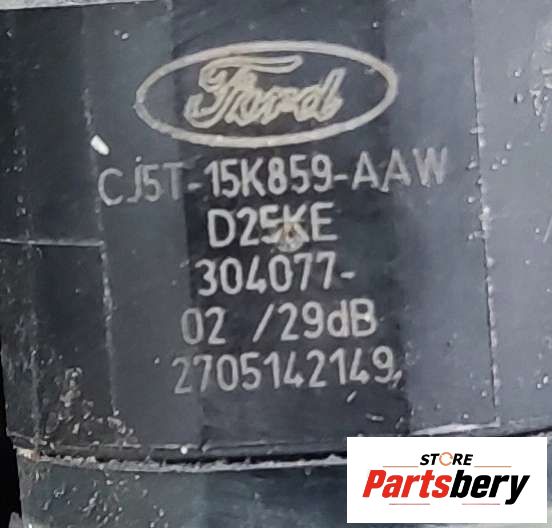 Ford
CJ5T-15K859-AAW
D25KE
304077-
02 /29dB
2705142149
STORE
Partsbery